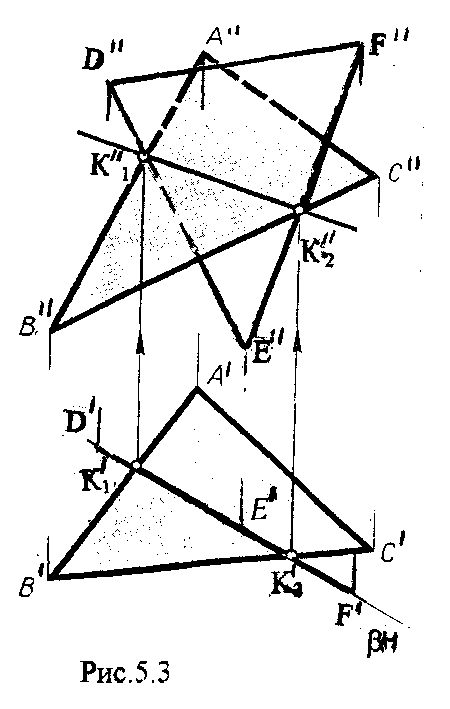 A"
D"
F"
K"₁
C"
K"₂
B"
E"
A'
D'
K'₁
E'
C'
B'
K'₂
F'
βH
Рис.5.3